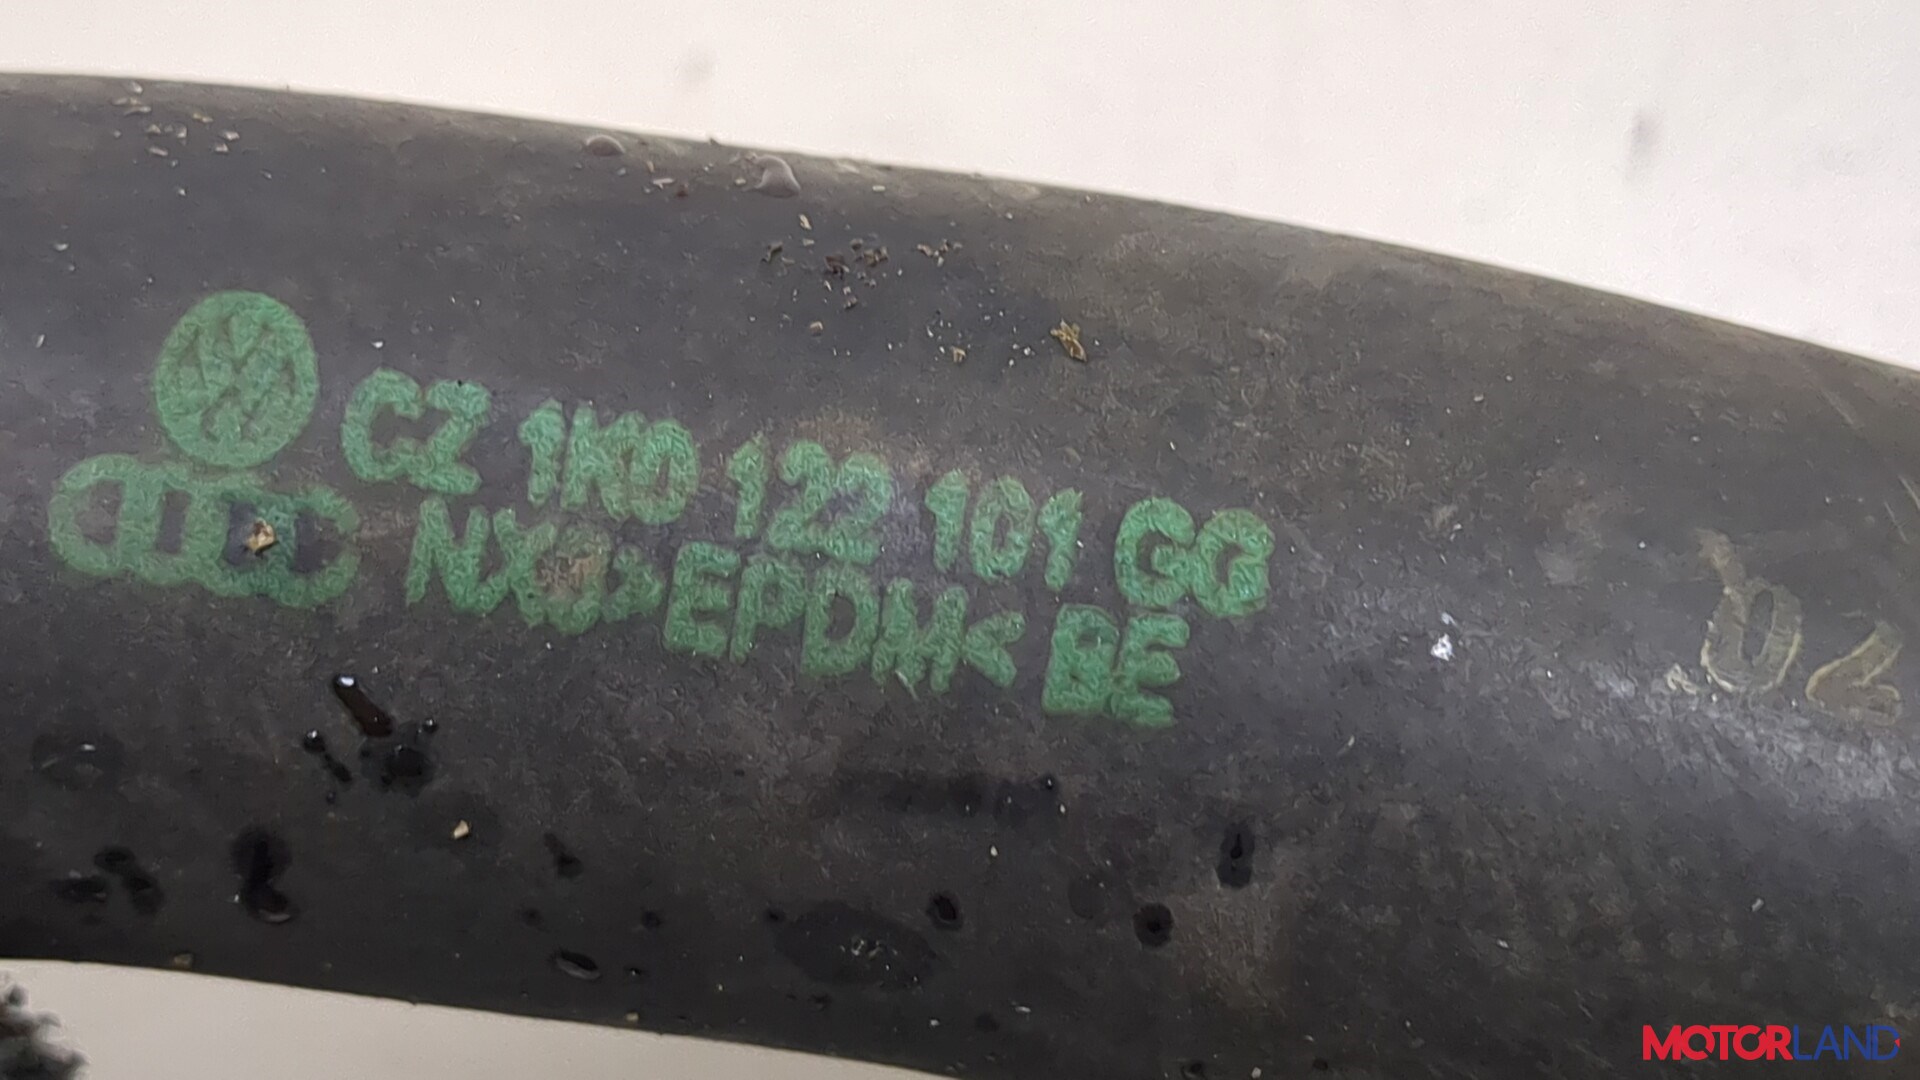 CZ 1K0 122 101 GG
>EPDM< BE
MOTORLAND